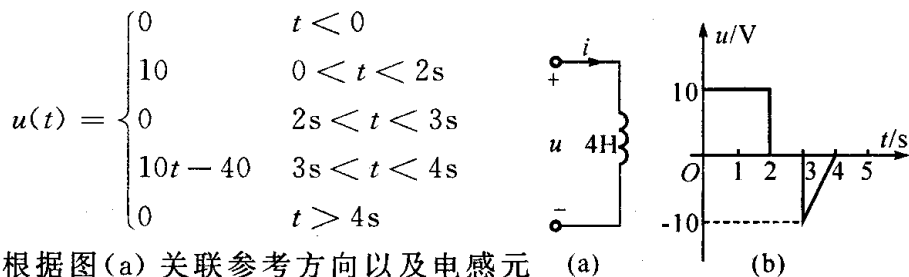 u(t) = { 0 t < 0
10 0 < t < 2s
0 2s < t < 3s
10t − 40 3s < t < 4s
0 t > 4s
i
+
u 4H
−
(a)
u/V
10
t/s
O 1 2 3 4 5
-10
(b)
根据图(a)关联参考方向以及电感元